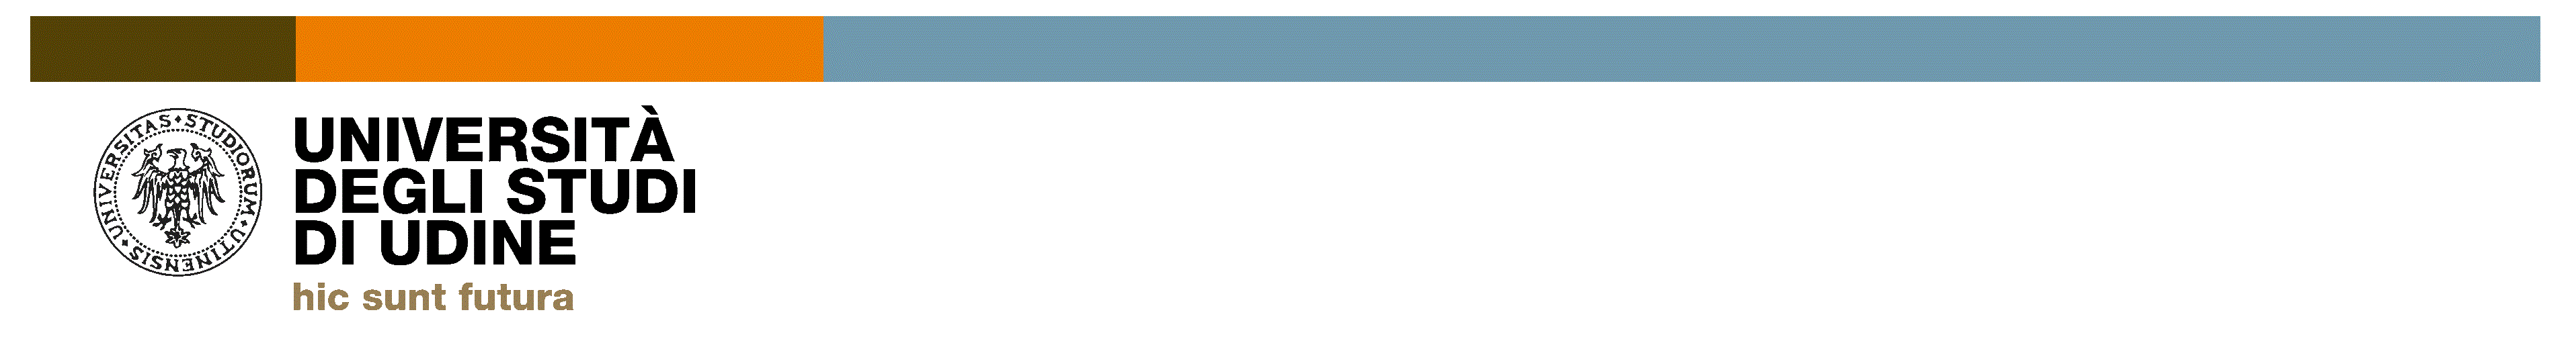 UNIVERSITAS STUDIORUM UTINENSIS
UNIVERSITÀ
DEGLI STUDI
DI UDINE
hic sunt futura